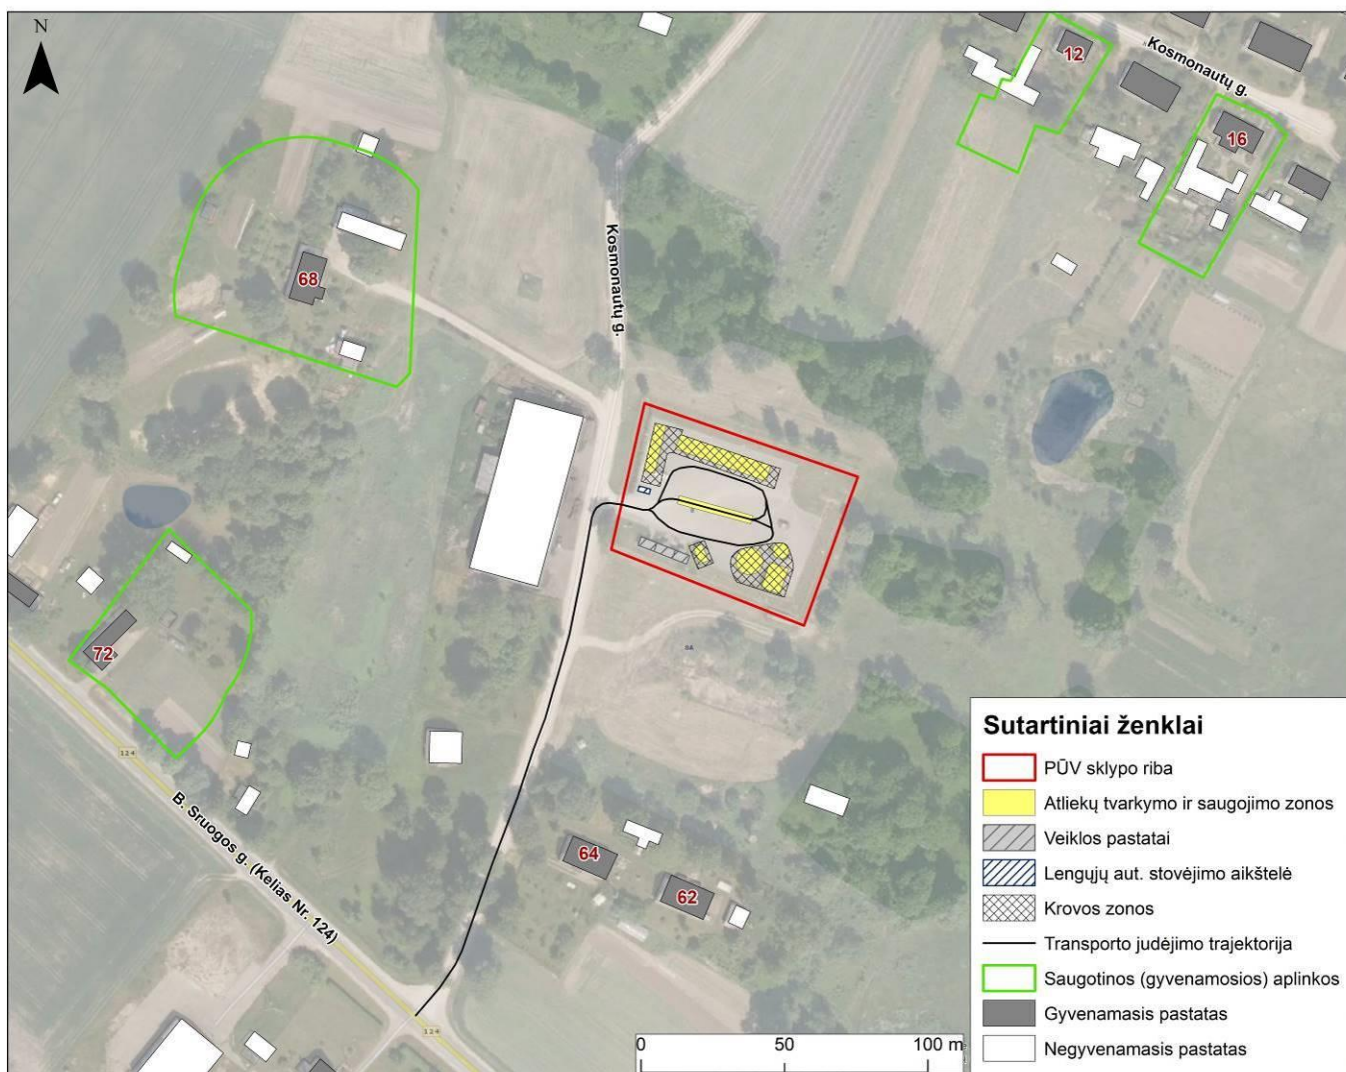 N
12
Kosmonautų g.
16
68
Kosmonautų g.
72
124
B. Sruogos g. (Kelias Nr. 124)
64
62
124
8A
Sutartiniai ženklai
PŪV sklypo riba
Atliekų tvarkymo ir saugojimo zonos
Veiklos pastatai
Lengųjų aut. stovėjimo aikštelė
Krovos zonos
Transporto judėjimo trajektorija
Saugotinos (gyvenamosios) aplinkos
Gyvenamasis pastatas
Negyvenamasis pastatas
0 50 100 m